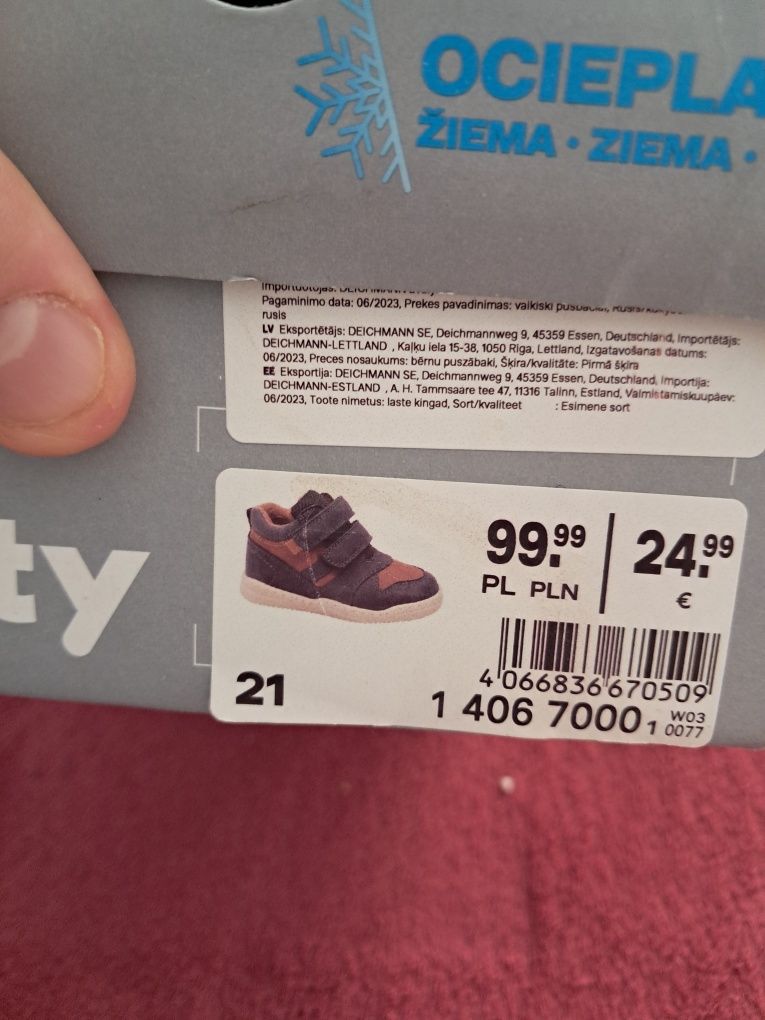 OCIEPLA
ŽIEMA • ZIEMA •
Importuotojas: DEICHMANN
Pagaminimo data: 06/2023, Prekes pavadinimas: vaikiski
rusis
LV Eksportētājs: DEICHMANN SE, Deichmannweg 9, 45359 Essen, Deutschland, Importētājs:
DEICHMANN-LETTLAND , Kaļķu iela 15-38, 1050 Riga, Lettland, Izgatavošanas datums:
06/2023, Preces nosaukums: bērnu puszābaki, Šķira/kvalitāte: Pirmā šķira
EE Eksportija: DEICHMANN SE, Deichmannweg 9, 45359 Essen, Deutschland, Importija:
DEICHMANN-ESTLAND , A. H. Tammsaare tee 47, 11316 Tallinn, Estland, Valmistamiskuupäev:
06/2023, Toote nimetus: laste kingad, Sort/kvaliteet : Esimene sort
ty
99.99
PL PLN
24.99
€
4 066836 670509
21
1 406 7000 1
W03
0077